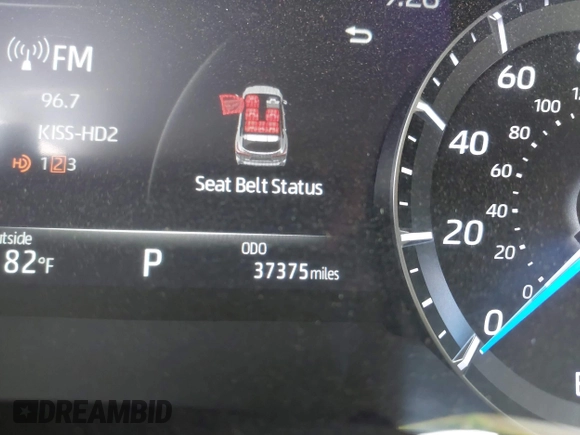 FM
96.7
KISS-HD2
HD 1 2 3
Seat Belt Status
82°F
P
ODO
37375 miles
60
40
20
0
100
80
60
40
20
0
DREAMBID